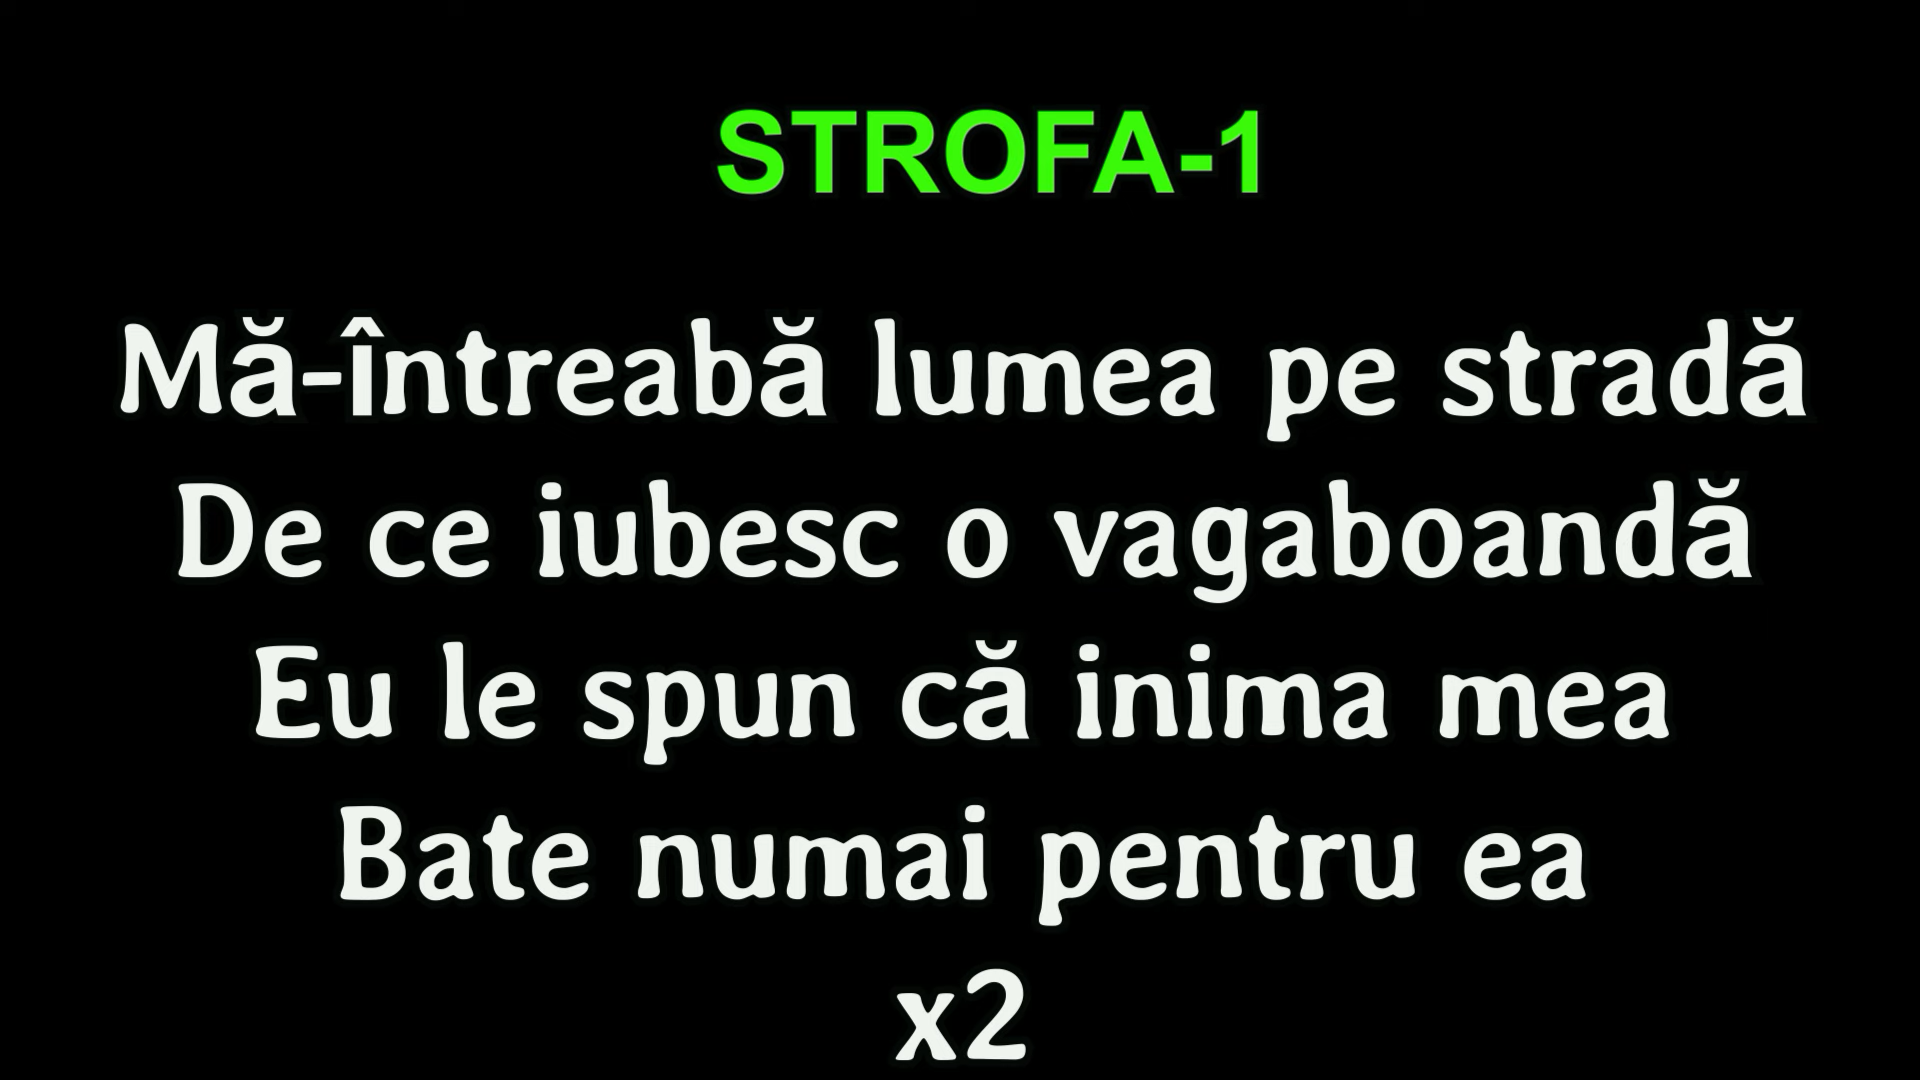 STROFA-1
Mă-întreabă lumea pe stradă
De ce iubesc o vagaboandă
Eu le spun că inima mea
Bate numai pentru ea
x2